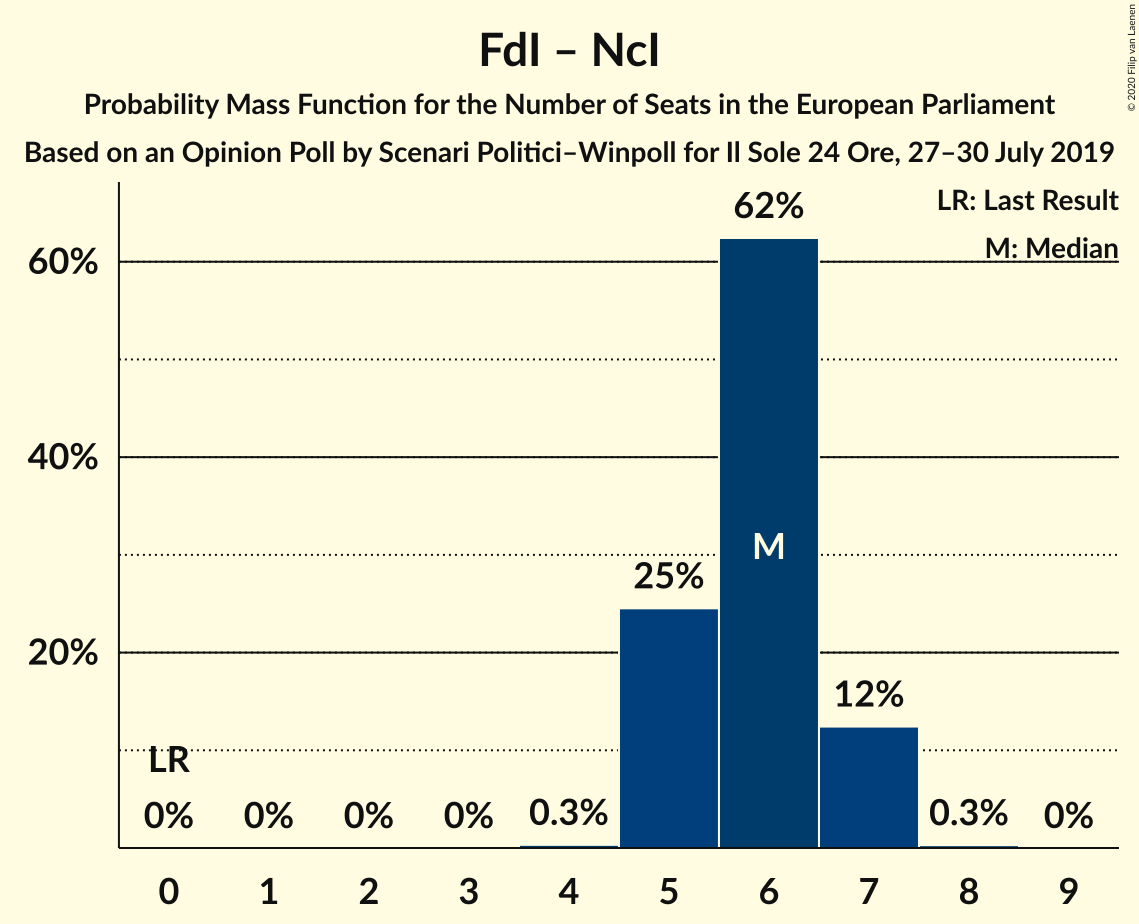 FdI – NcI
Probability Mass Function for the Number of Seats in the European Parliament
Based on an Opinion Poll by Scenari Politici–Winpoll for Il Sole 24 Ore, 27–30 July 2019
© 2020 Filip van Laenen
LR: Last Result
M: Median
62%
60%
40%
M
25%
20%
12%
LR
0% 0% 0% 0% 0.3% 0.3% 0%
0 1 2 3 4 5 6 7 8 9